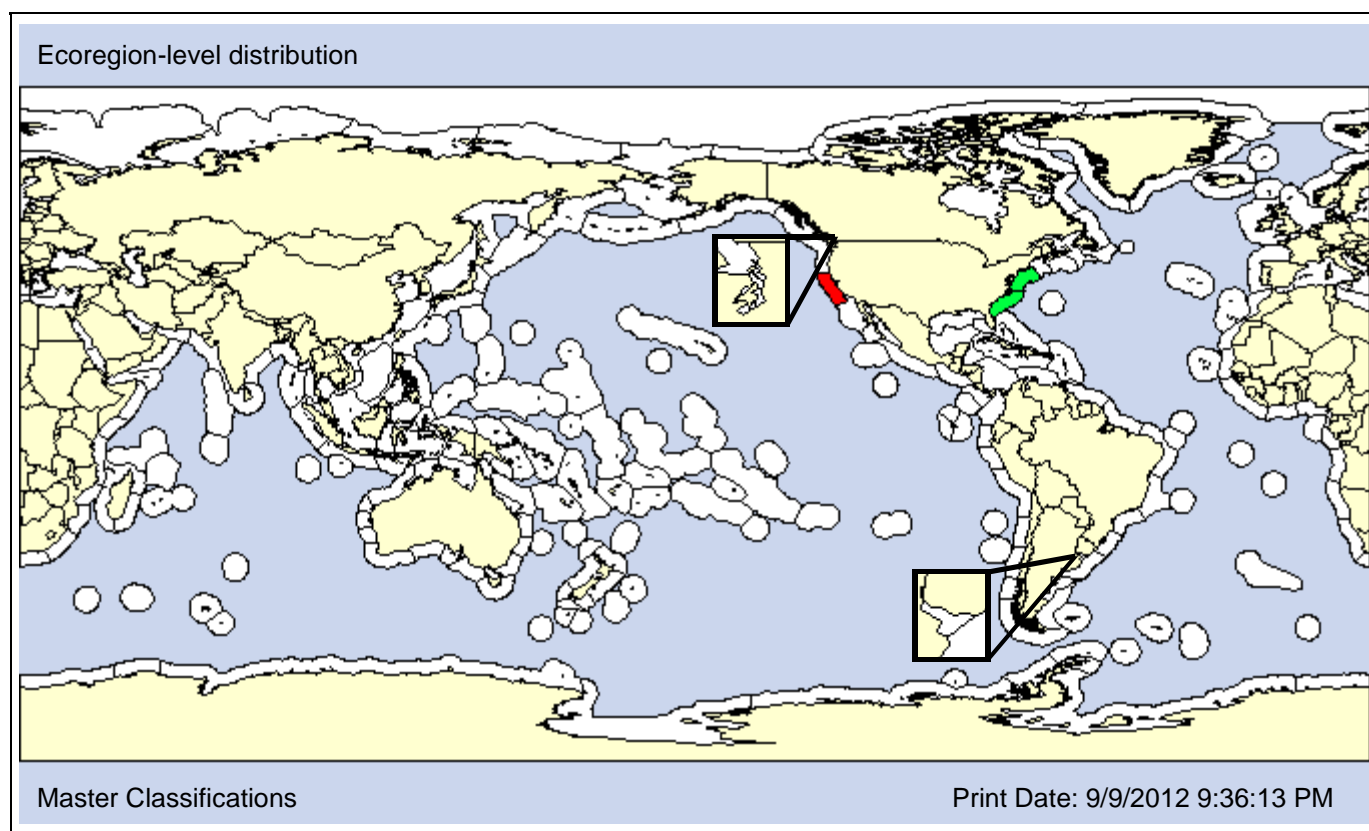 Ecoregion-level distribution
Master Classifications
Print Date: 9/9/2012 9:36:13 PM